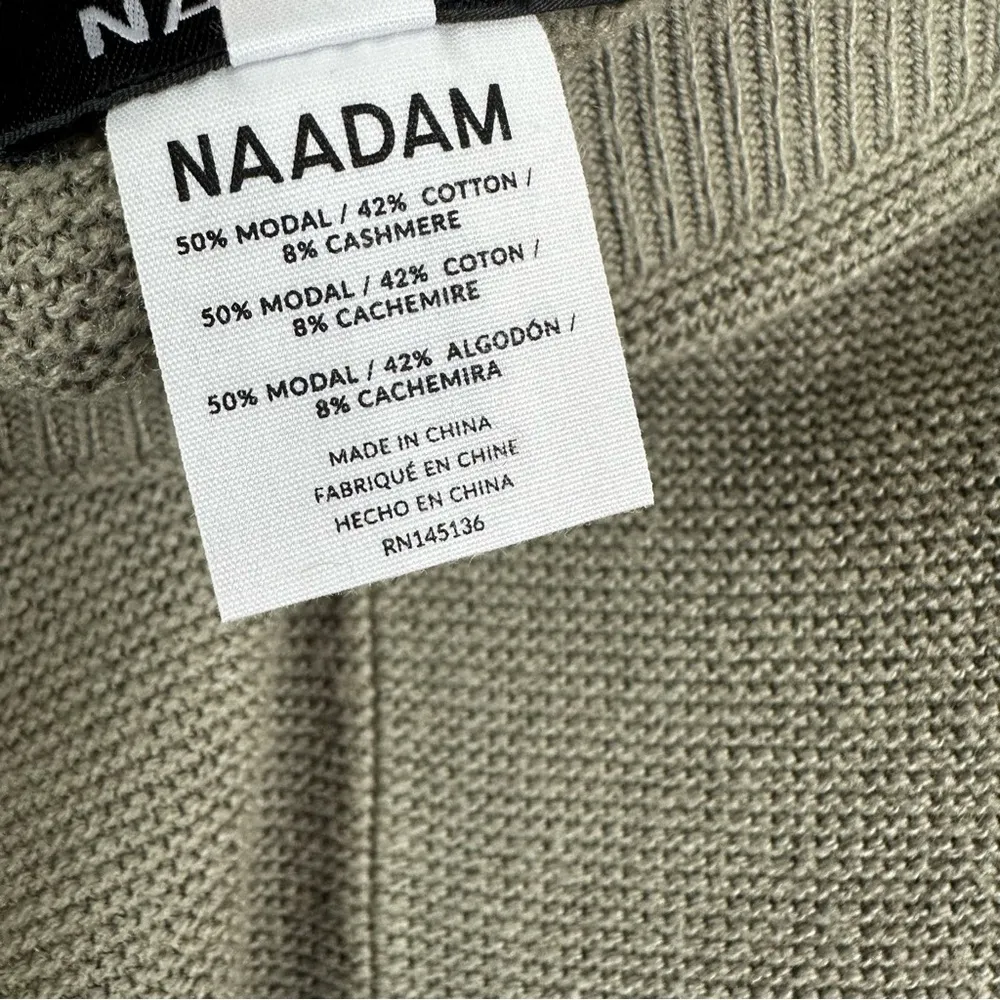 NAADAM
50% MODAL / 42% COTTON /
8% CASHMERE
50% MODAL / 42% COTON /
8% CACHEMIRE
50% MODAL / 42% ALGODÓN /
8% CACHEMIRA
MADE IN CHINA
FABRIQUÉ EN CHINE
HECHO EN CHINA
RN145136